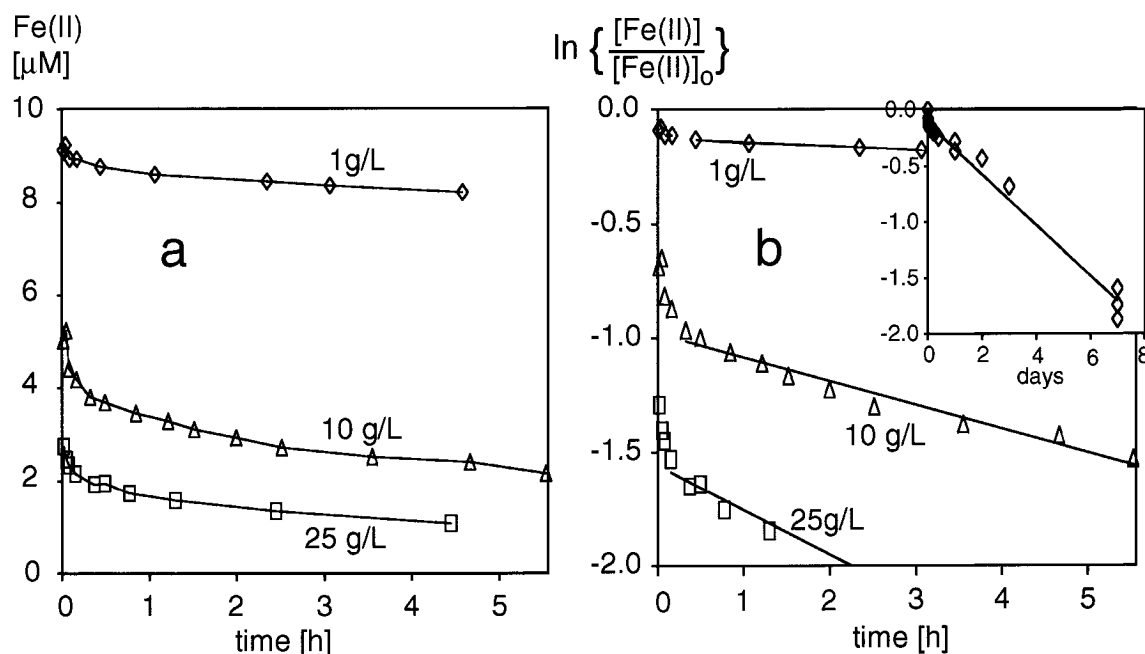 Fe(II)
[μM]
10
8
6
4
2
0
a
1g/L
10 g/L
25 g/L
0 1 2 3 4 5
time [h]
ln { [Fe(II)] / [Fe(II)]o }
0.0
-0.5
-1.0
-1.5
-2.0
b
1g/L
10 g/L
25g/L
0 1 2 3 4 5
time [h]
0.0
-0.5
-1.0
-1.5
-2.0
0 2 4 6 8
days